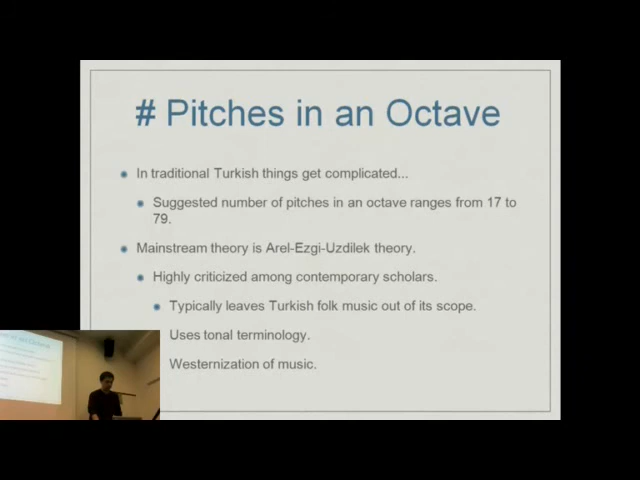 # Pitches in an Octave
In traditional Turkish things get complicated...
Suggested number of pitches in an octave ranges from 17 to
79.
Mainstream theory is Arel-Ezgi-Uzdilek theory.
Highly criticized among contemporary scholars.
Typically leaves Turkish folk music out of its scope.
Uses tonal terminology.
Westernization of music.